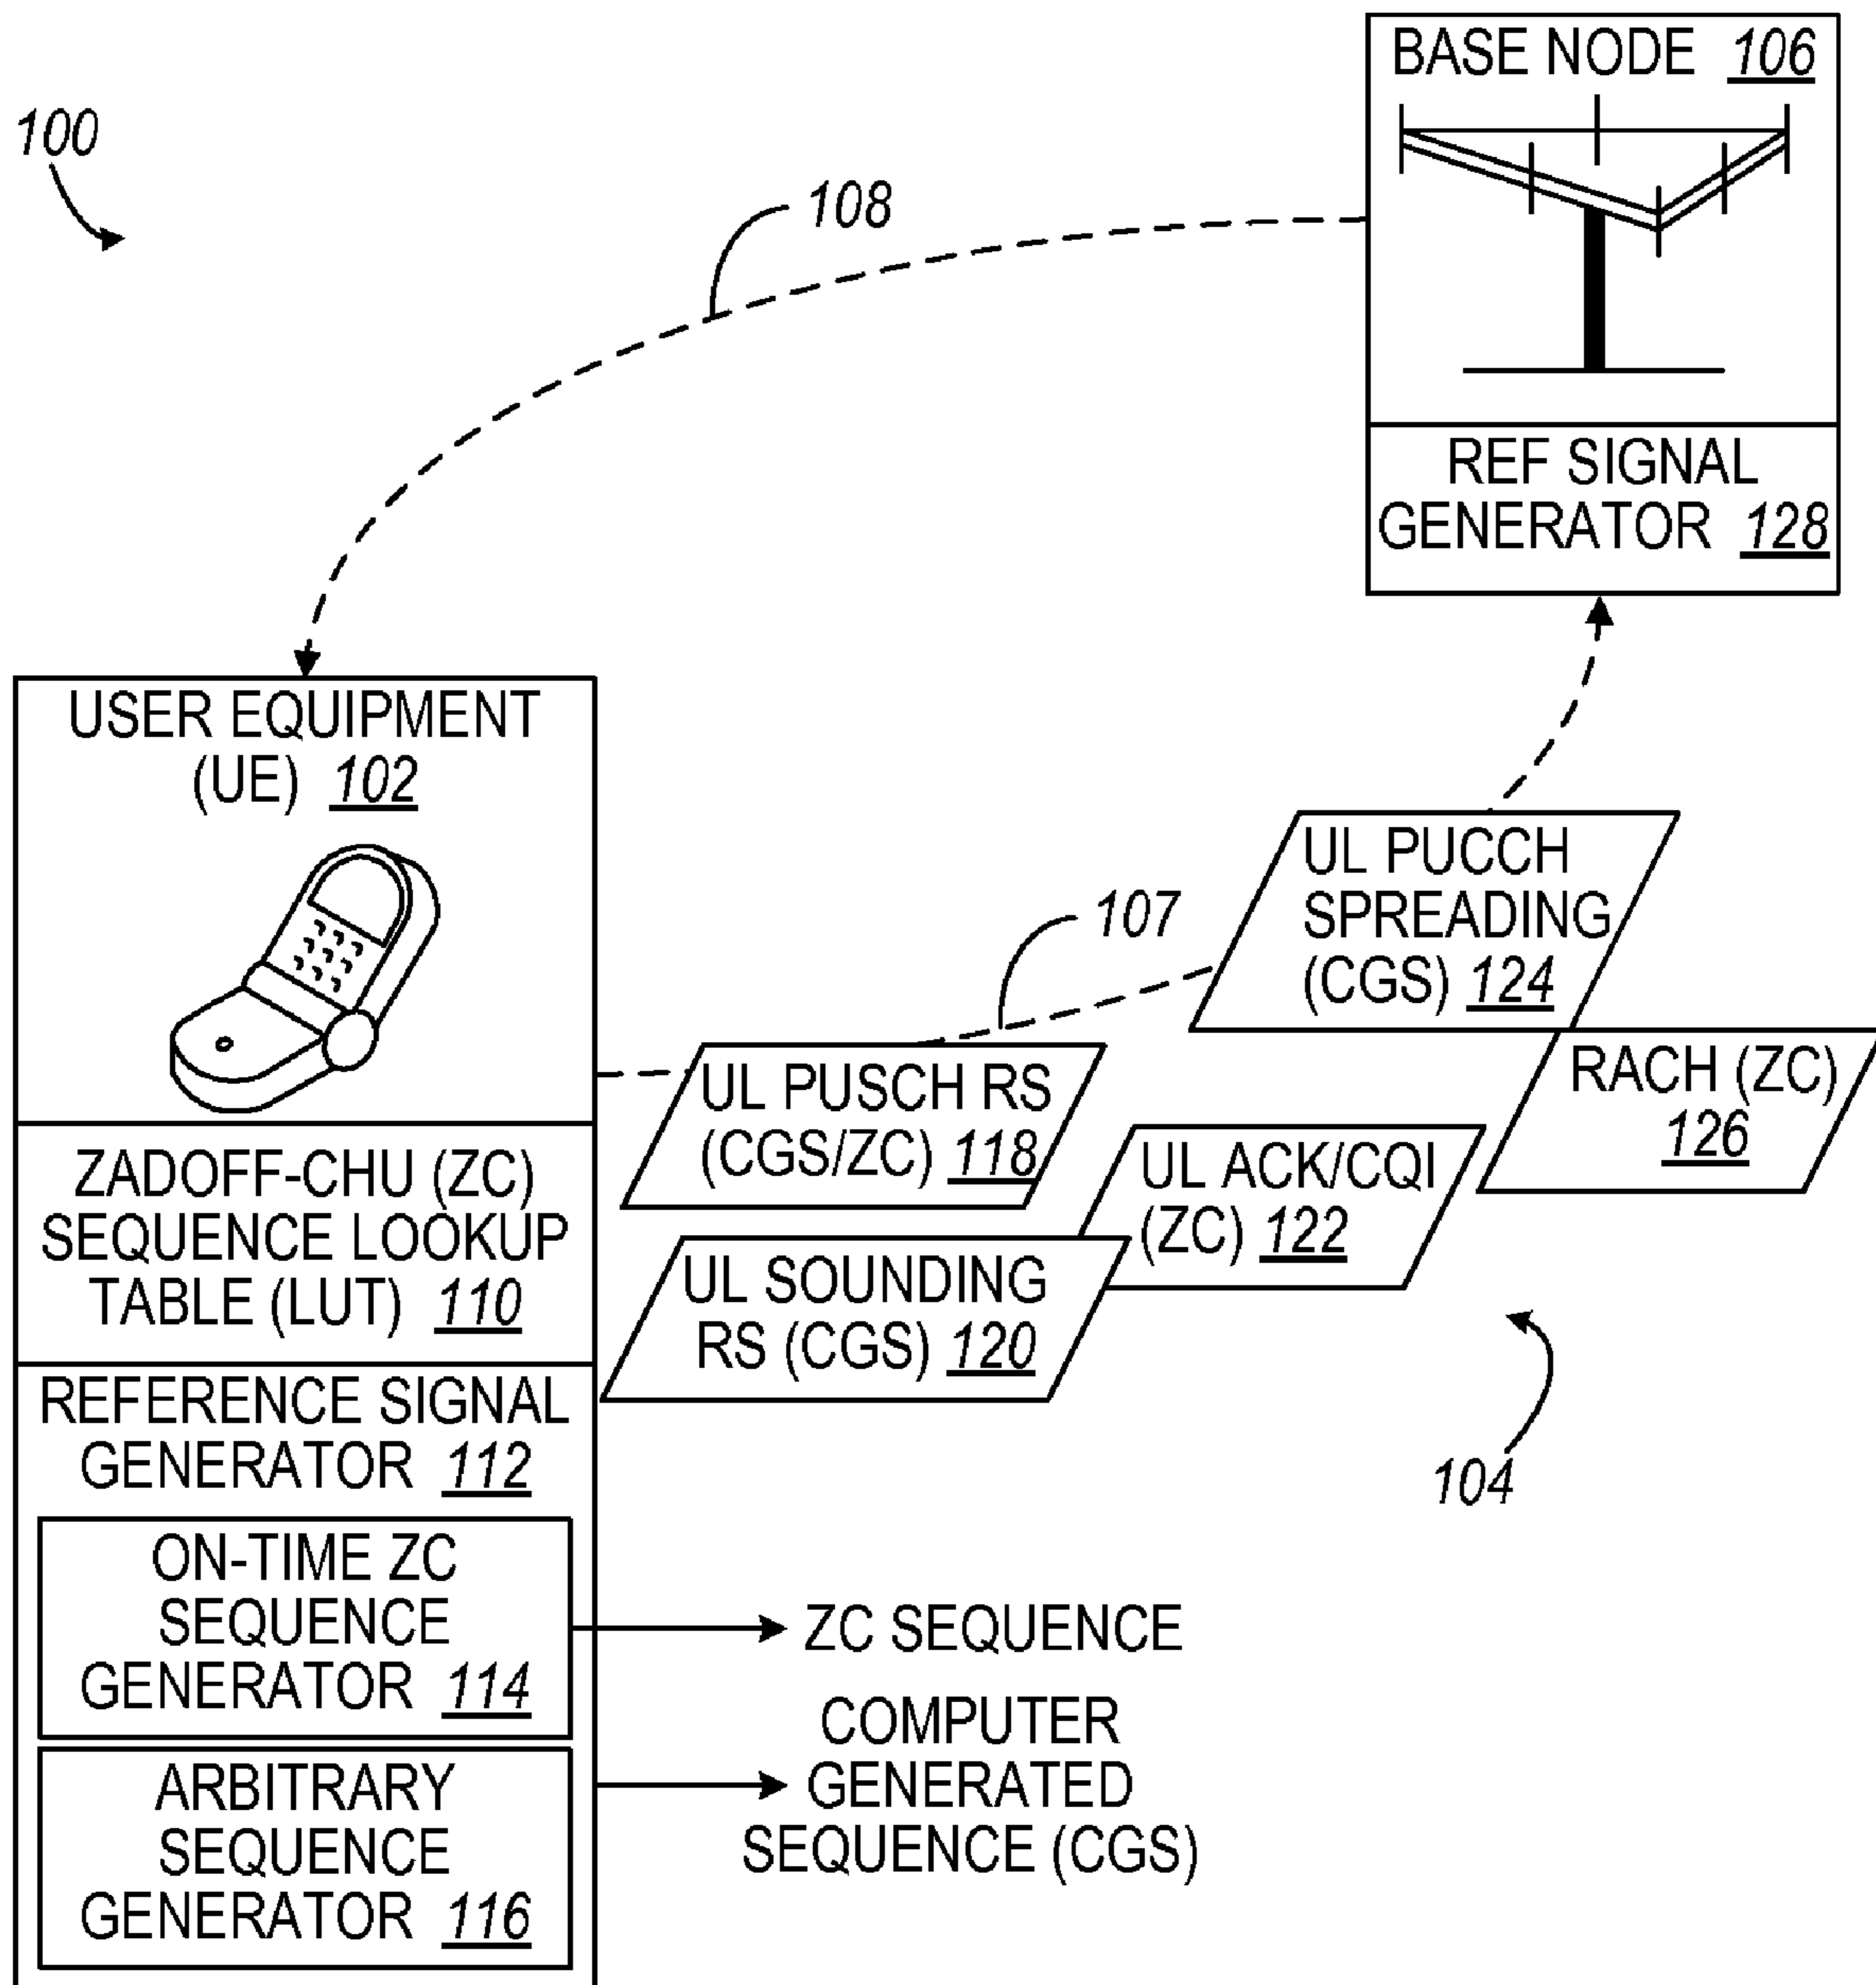 BASE NODE 106
100
108
REF SIGNAL
GENERATOR 128
USER EQUIPMENT
(UE) 102
UL PUCCH
SPREADING
(CGS) 124
107
RACH (ZC)
126
UL PUSCH RS
(CGS/ZC) 118
UL ACK/CQI
(ZC) 122
UL SOUNDING
RS (CGS) 120
104
ZADOFF-CHU (ZC)
SEQUENCE LOOKUP
TABLE (LUT) 110
REFERENCE SIGNAL
GENERATOR 112
ON-TIME ZC
SEQUENCE
GENERATOR 114
ZC SEQUENCE
ARBITRARY
SEQUENCE
GENERATOR 116
COMPUTER
GENERATED
SEQUENCE (CGS)